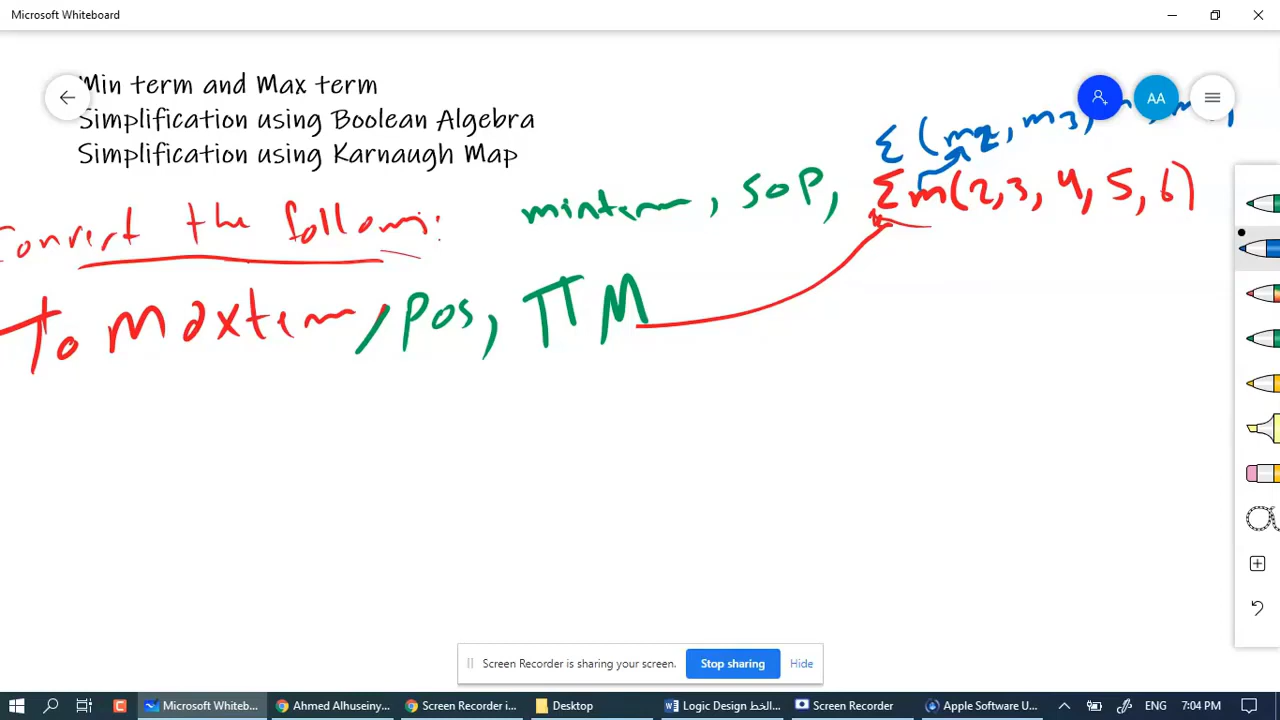 Microsoft Whiteboard
Min term and Max term
Simplification using Boolean Algebra
Simplification using Karnaugh Map
AA
Σ (m2, m3,
minterm, SOP, Σm(2,3, 4, 5, 6)
Convert the following:
To Maxterm/POS, ΠM
Screen Recorder is sharing your screen. Stop sharing Hide
Microsoft Whiteb... Ahmed Alhuseiny... Screen Recorder i... Desktop Logic Design الخط... Screen Recorder Apple Software U... ENG 7:04 PM